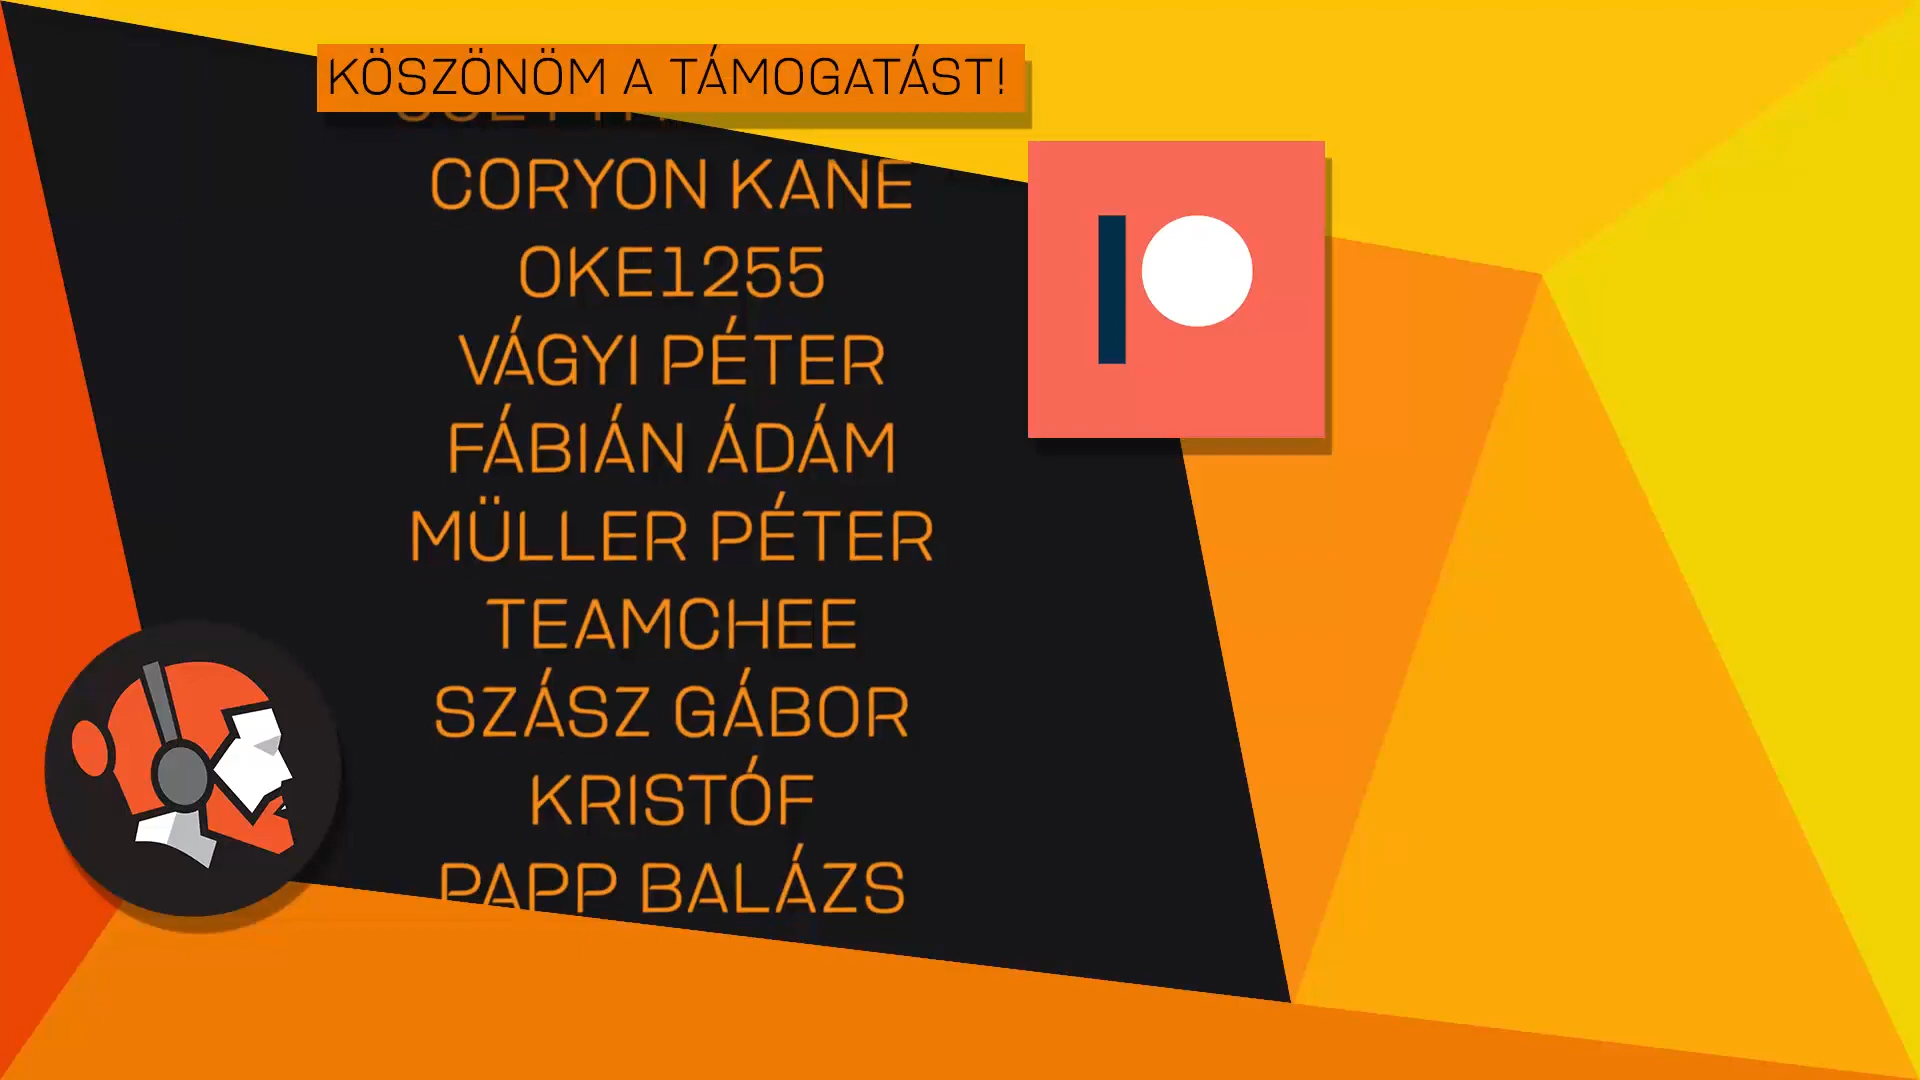 KÖSZÖNÖM A TÁMOGATÁST!
CORYON KANE
OKE1255
VÁGYI PÉTER
FÁBIÁN ÁDÁM
MÜLLER PÉTER
TEAMCHEE
SZÁSZ GÁBOR
KRISTÓF
PAPP BALÁZS